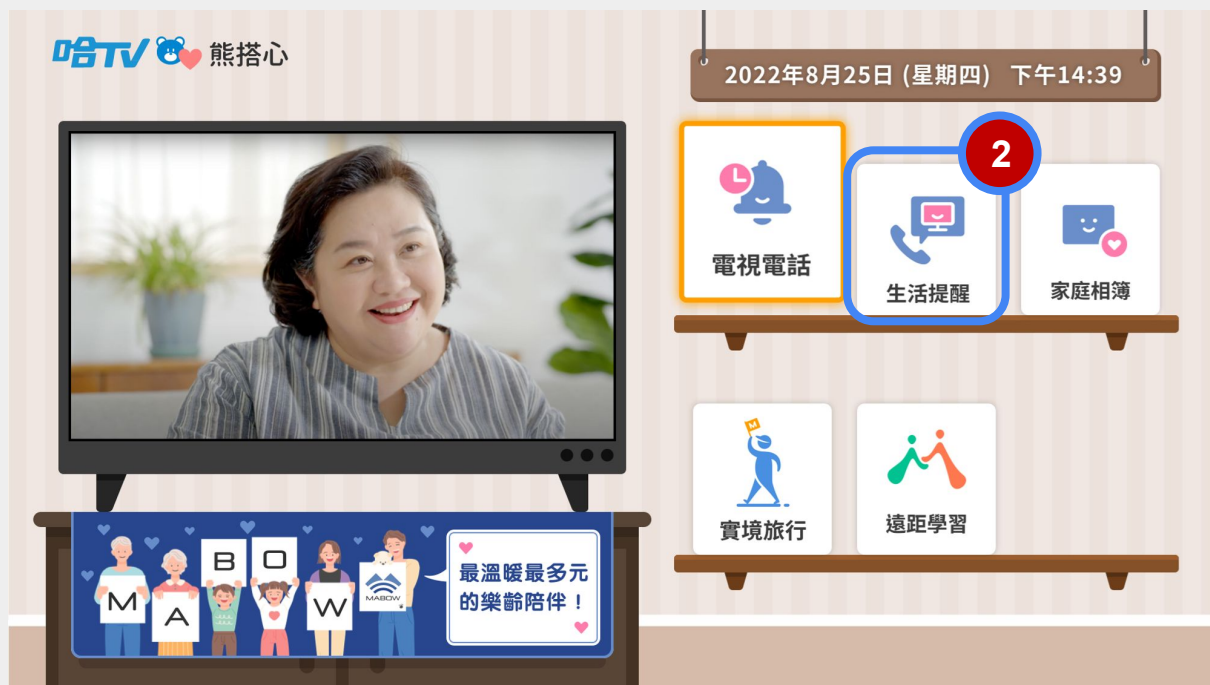 哈TV 熊搭心
2022年8月25日 (星期四) 下午14:39
2
電視電話
生活提醒
家庭相簿
實境旅行
遠距學習
M A B O W
MABOW
最溫暖最多元
的樂齡陪伴！